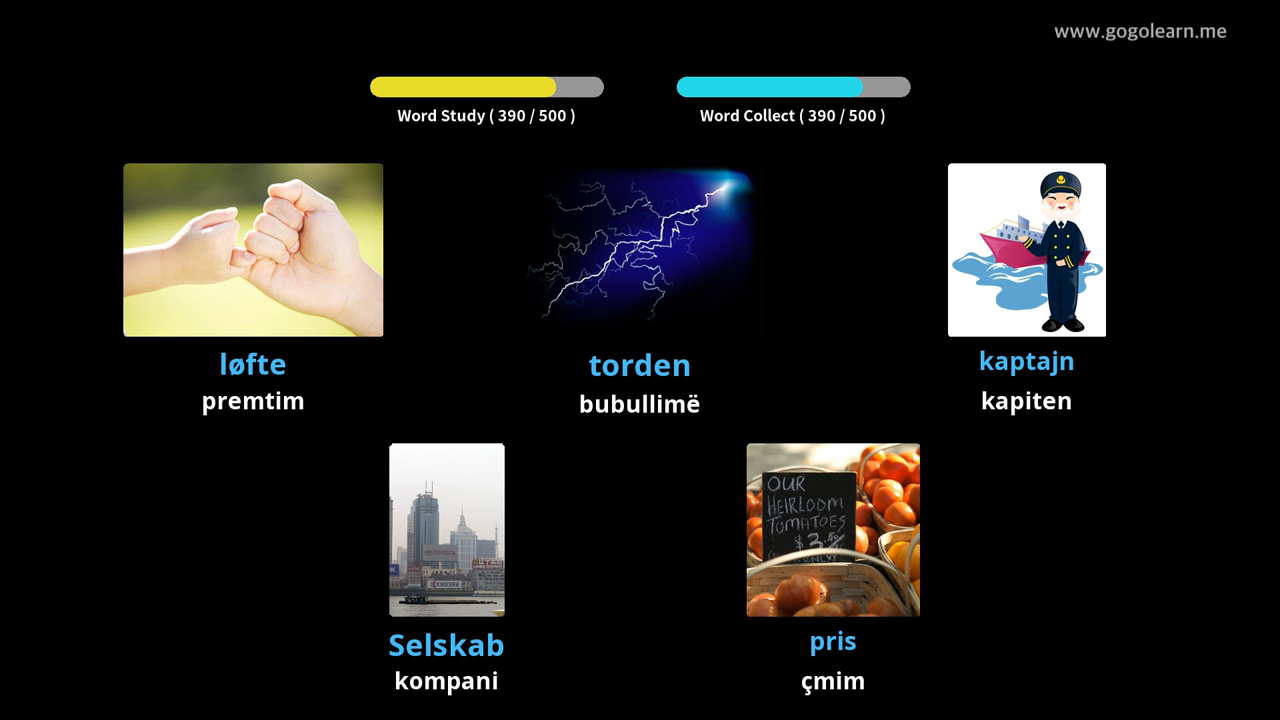 www.gogolearn.me
Word Study ( 390 / 500 )
Word Collect ( 390 / 500 )
løfte
premtim
torden
bubullimë
kaptajn
kapiten
OUR
HEIRLOOM
TOMATOES
Selskab
kompani
pris
çmim